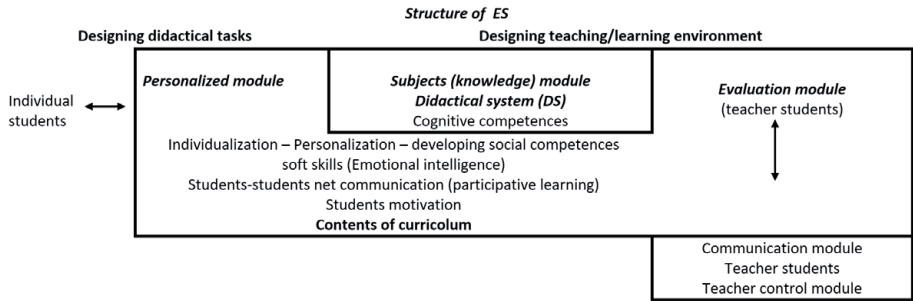 Structure of ES
Designing didactical tasks
Designing teaching/learning environment
Personalized module
Subjects (knowledge) module
Didactical system (DS)
Cognitive competences
Evaluation module
(teacher students)
Individual
students
Individualization – Personalization – developing social competences
soft skills (Emotional intelligence)
Students-students net communication (participative learning)
Students motivation
Contents of curricolum
Communication module
Teacher students
Teacher control module